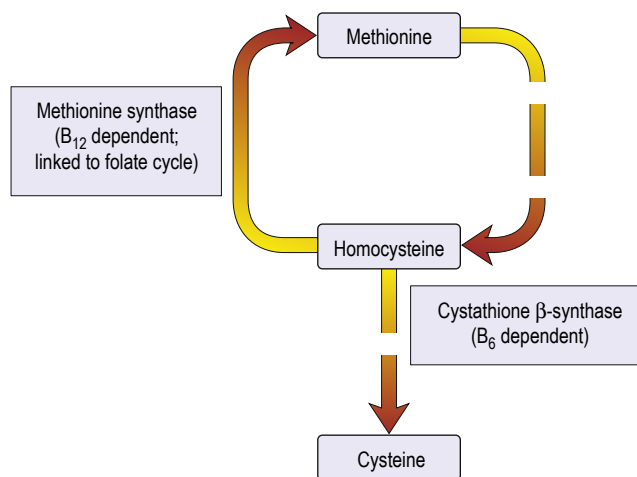 Methionine
Methionine synthase
(B₁₂ dependent;
linked to folate cycle)
Homocysteine
Cystathione β-synthase
(B₆ dependent)
Cysteine